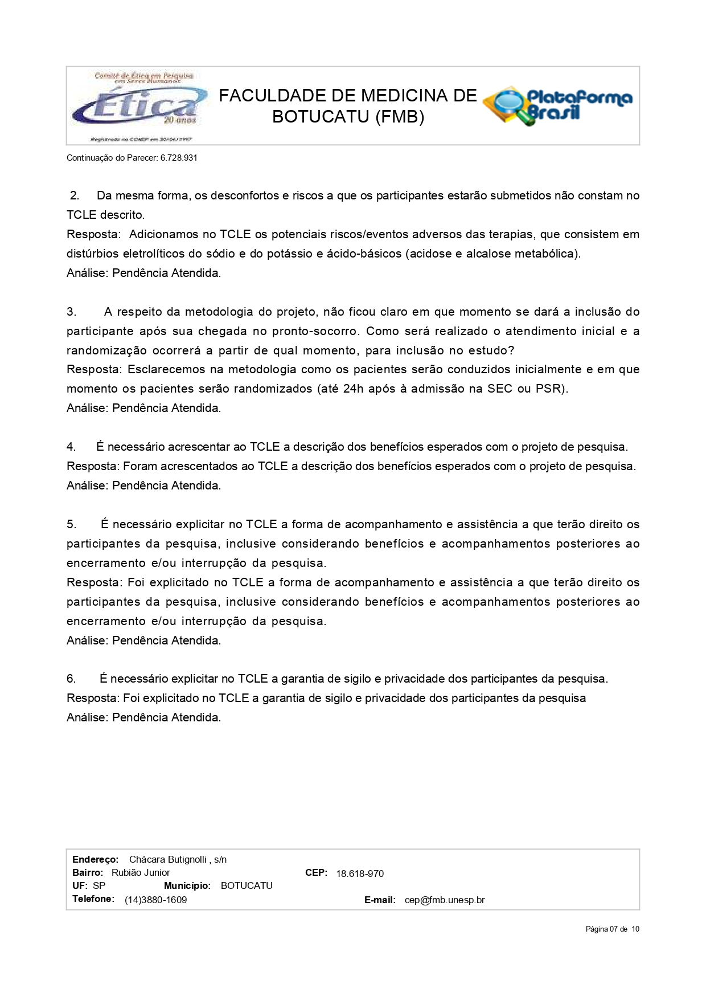 Comitê de Ética em Pesquisa
em Seres Humanos
Ética
20 anos
Registrado na CONEP em 30/04/1997
FACULDADE DE MEDICINA DE
BOTUCATU (FMB)
PlataForma
Brasil
Continuação do Parecer: 6.728.931
2. Da mesma forma, os desconfortos e riscos a que os participantes estarão submetidos não constam no
TCLE descrito.
Resposta: Adicionamos no TCLE os potenciais riscos/eventos adversos das terapias, que consistem em
distúrbios eletrolíticos do sódio e do potássio e ácido-básicos (acidose e alcalose metabólica).
Análise: Pendência Atendida.
3. A respeito da metodologia do projeto, não ficou claro em que momento se dará a inclusão do
participante após sua chegada no pronto-socorro. Como será realizado o atendimento inicial e a
randomização ocorrerá a partir de qual momento, para inclusão no estudo?
Resposta: Esclarecemos na metodologia como os pacientes serão conduzidos inicialmente e em que
momento os pacientes serão randomizados (até 24h após à admissão na SEC ou PSR).
Análise: Pendência Atendida.
4. É necessário acrescentar ao TCLE a descrição dos benefícios esperados com o projeto de pesquisa.
Resposta: Foram acrescentados ao TCLE a descrição dos benefícios esperados com o projeto de pesquisa.
Análise: Pendência Atendida.
5. É necessário explicitar no TCLE a forma de acompanhamento e assistência a que terão direito os
participantes da pesquisa, inclusive considerando benefícios e acompanhamentos posteriores ao
encerramento e/ou interrupção da pesquisa.
Resposta: Foi explicitado no TCLE a forma de acompanhamento e assistência a que terão direito os
participantes da pesquisa, inclusive considerando benefícios e acompanhamentos posteriores ao
encerramento e/ou interrupção da pesquisa.
Análise: Pendência Atendida.
6. É necessário explicitar no TCLE a garantia de sigilo e privacidade dos participantes da pesquisa.
Resposta: Foi explicitado no TCLE a garantia de sigilo e privacidade dos participantes da pesquisa
Análise: Pendência Atendida.
Endereço: Chácara Butignolli , s/n
Bairro: Rubião Junior CEP: 18.618-970
UF: SP Município: BOTUCATU
Telefone: (14)3880-1609 E-mail: cep@fmb.unesp.br
Página 07 de 10